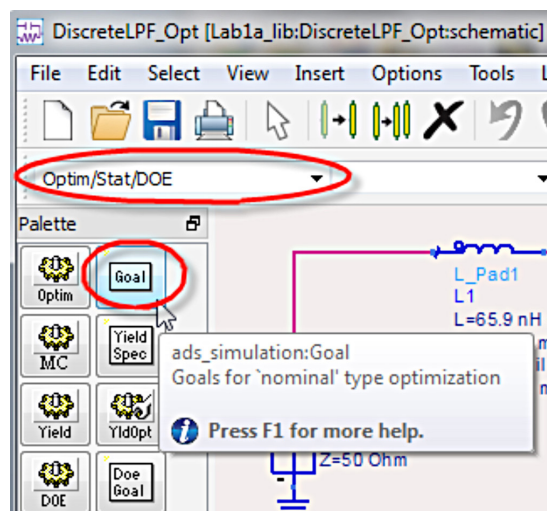 DiscreteLPF_Opt [Lab1a_lib:DiscreteLPF_Opt:schematic]
File Edit Select View Insert Options Tools L
Optim/Stat/DOE
Palette
Optim Goal
L_Pad1
L1
L=65.9 nH
MC Yield Spec
ads_simulation:Goal
Goals for `nominal' type optimization
Yield YldOpt
Press F1 for more help.
Z=50 Ohm
DOE Doe Goal